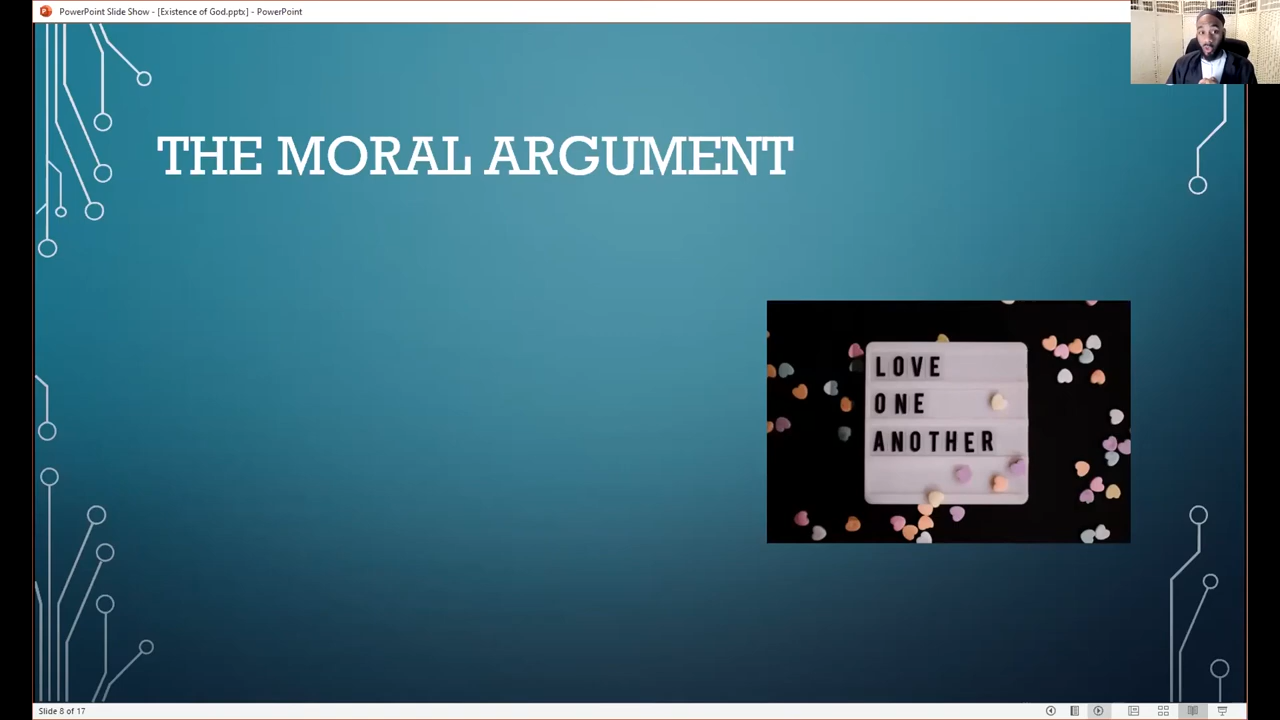 PowerPoint Slide Show - [Existence of God.pptx] - PowerPoint
THE MORAL ARGUMENT
LOVE
ONE
ANOTHER
Slide 8 of 17